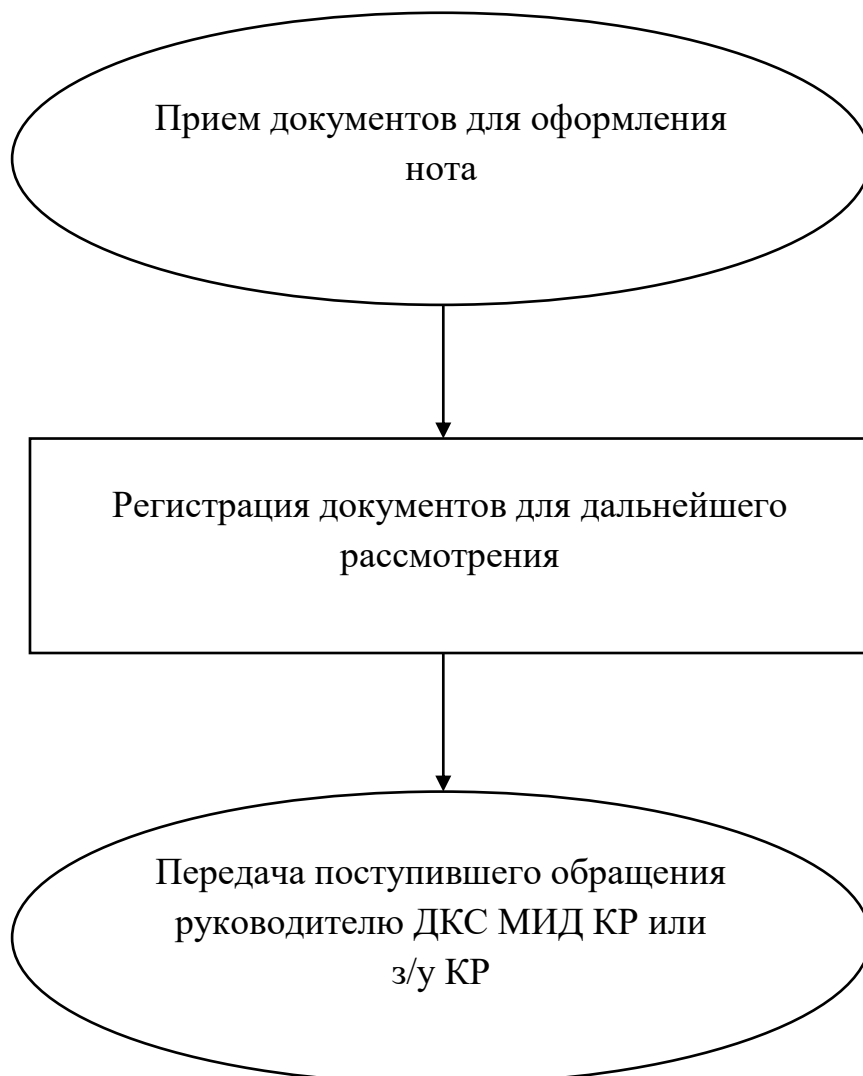 Прием документов для оформления
нота
Регистрация документов для дальнейшего
рассмотрения
Передача поступившего обращения
руководителю ДКС МИД КР или
з/у КР